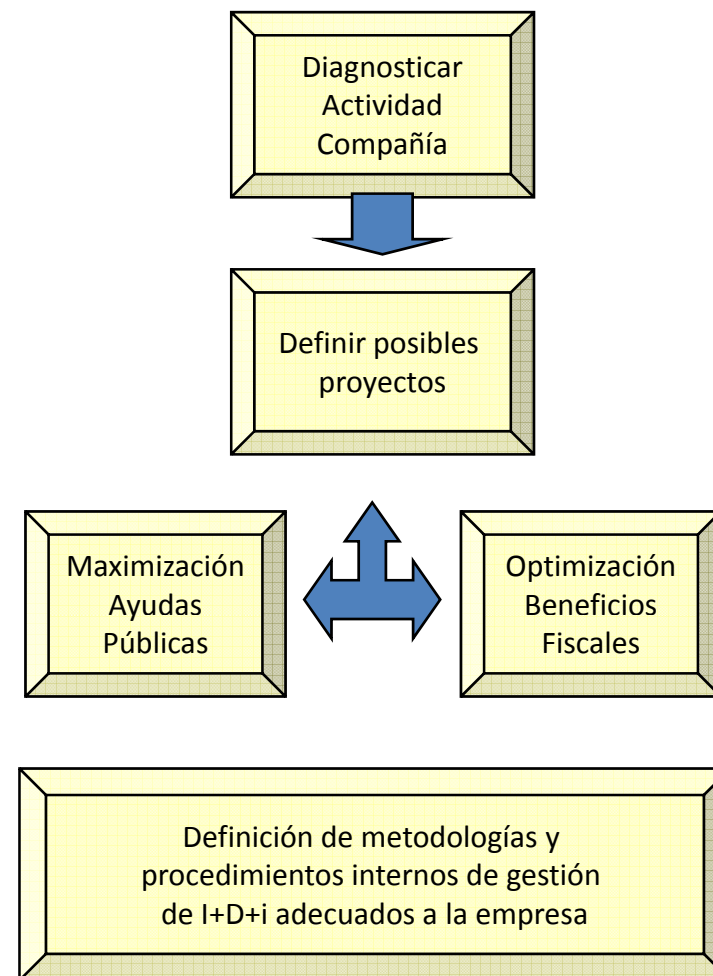 Diagnosticar
Actividad
Compañía
Definir posibles
proyectos
Maximización
Ayudas
Públicas
Optimización
Beneficios
Fiscales
Definición de metodologías y
procedimientos internos de gestión
de I+D+i adecuados a la empresa